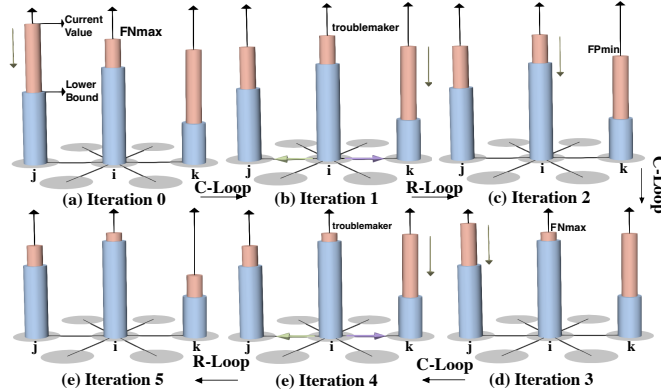 Current
Value
FNmax
Lower
Bound
j
i
k
(a) Iteration 0
C-Loop
troublemaker
j
i
k
(b) Iteration 1
R-Loop
FPmin
j
i
k
(c) Iteration 2
C-Loop
j
i
k
(e) Iteration 5
R-Loop
troublemaker
j
i
k
(e) Iteration 4
C-Loop
FNmax
j
i
k
(d) Iteration 3